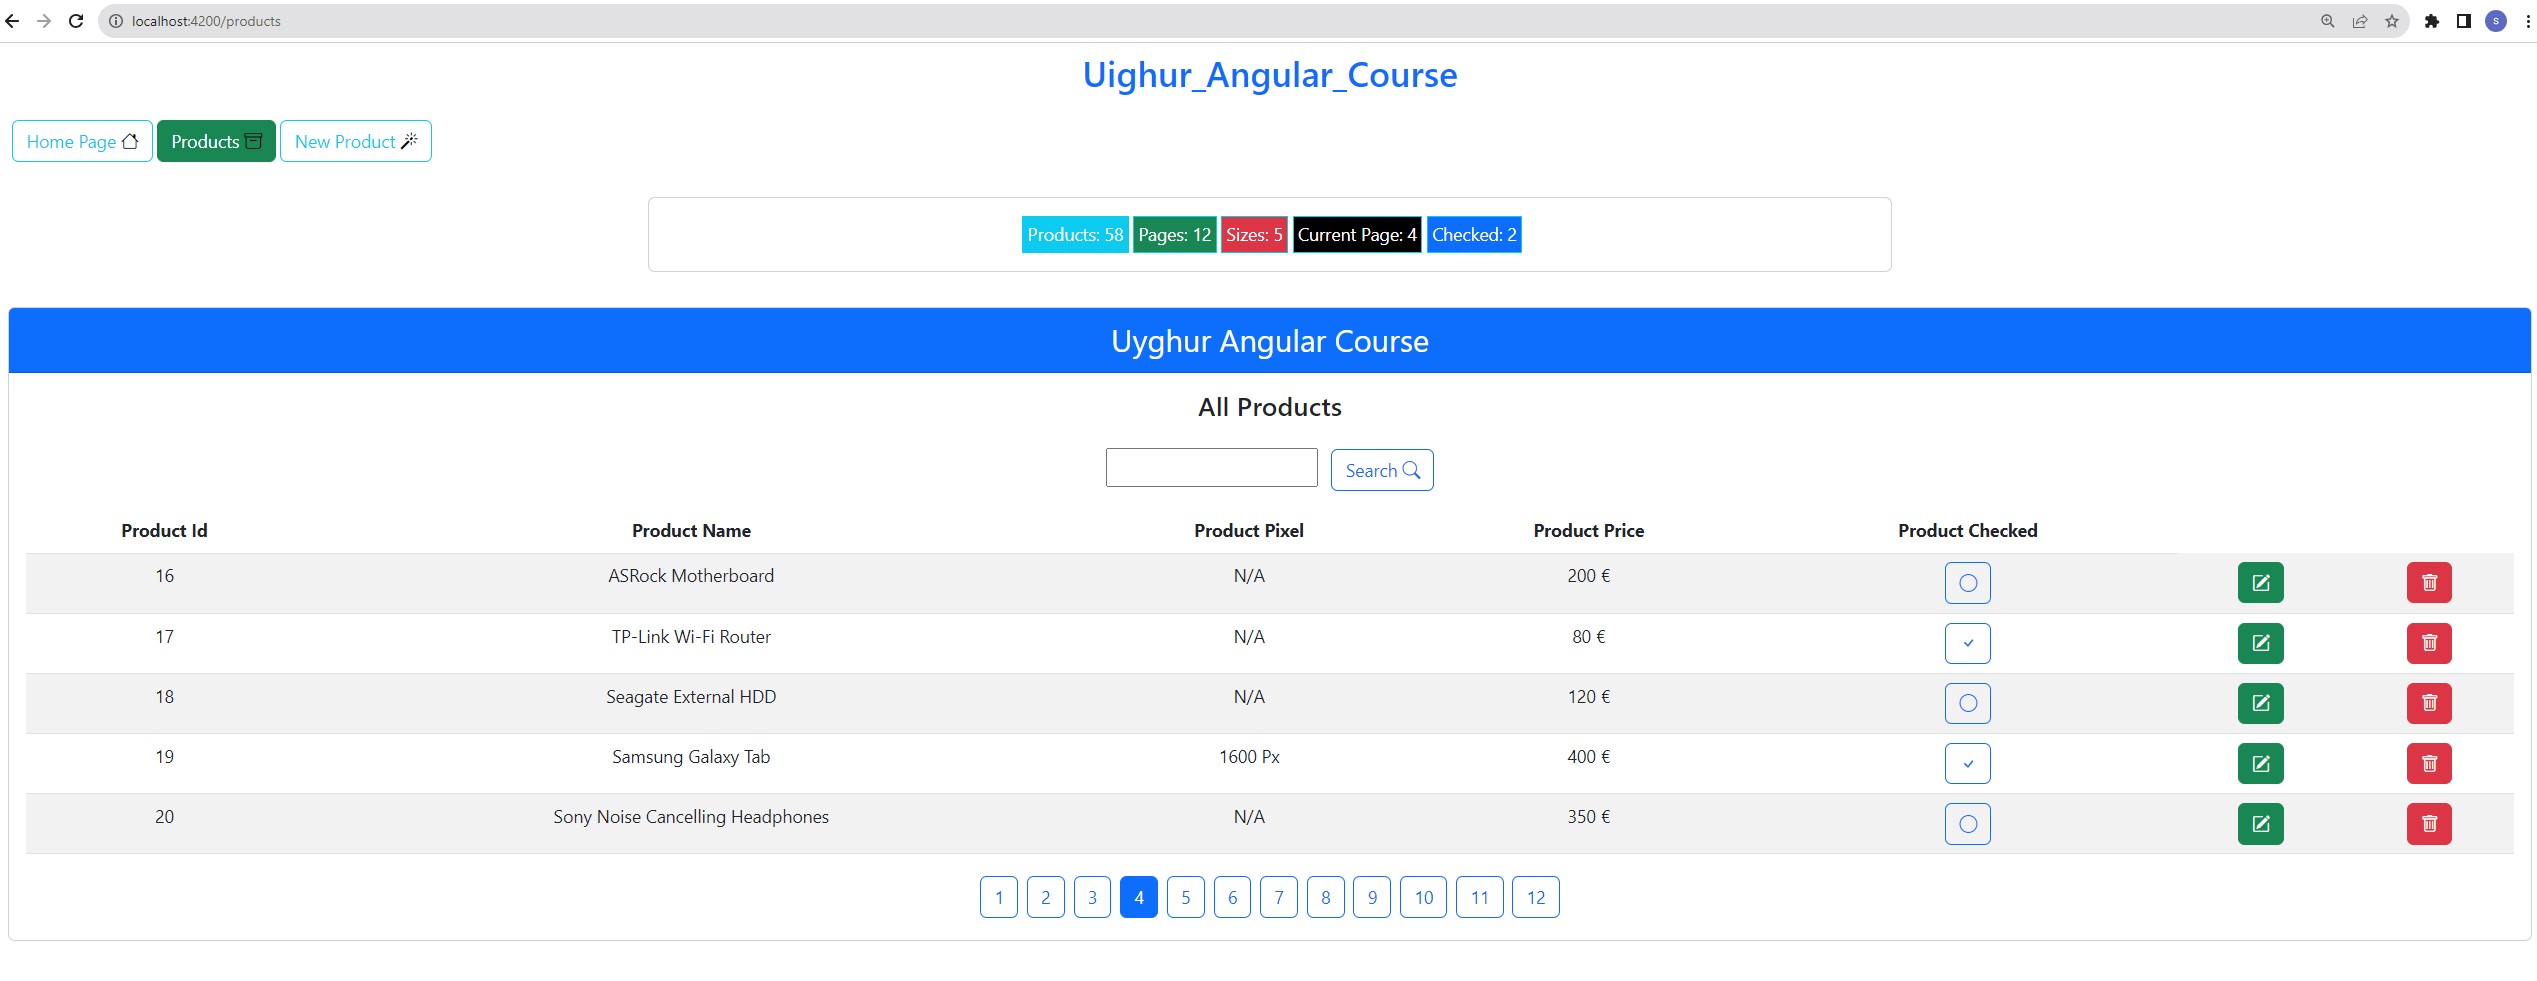 localhost:4200/products
S
Uighur_Angular_Course
Home Page Products New Product
Products: 58 Pages: 12 Sizes: 5 Current Page: 4 Checked: 2
Uyghur Angular Course
All Products
Search
Product Id Product Name Product Pixel Product Price Product Checked
16 ASRock Motherboard N/A 200 €
17 TP-Link Wi-Fi Router N/A 80 €
18 Seagate External HDD N/A 120 €
19 Samsung Galaxy Tab 1600 Px 400 €
20 Sony Noise Cancelling Headphones N/A 350 €
1 2 3 4 5 6 7 8 9 10 11 12